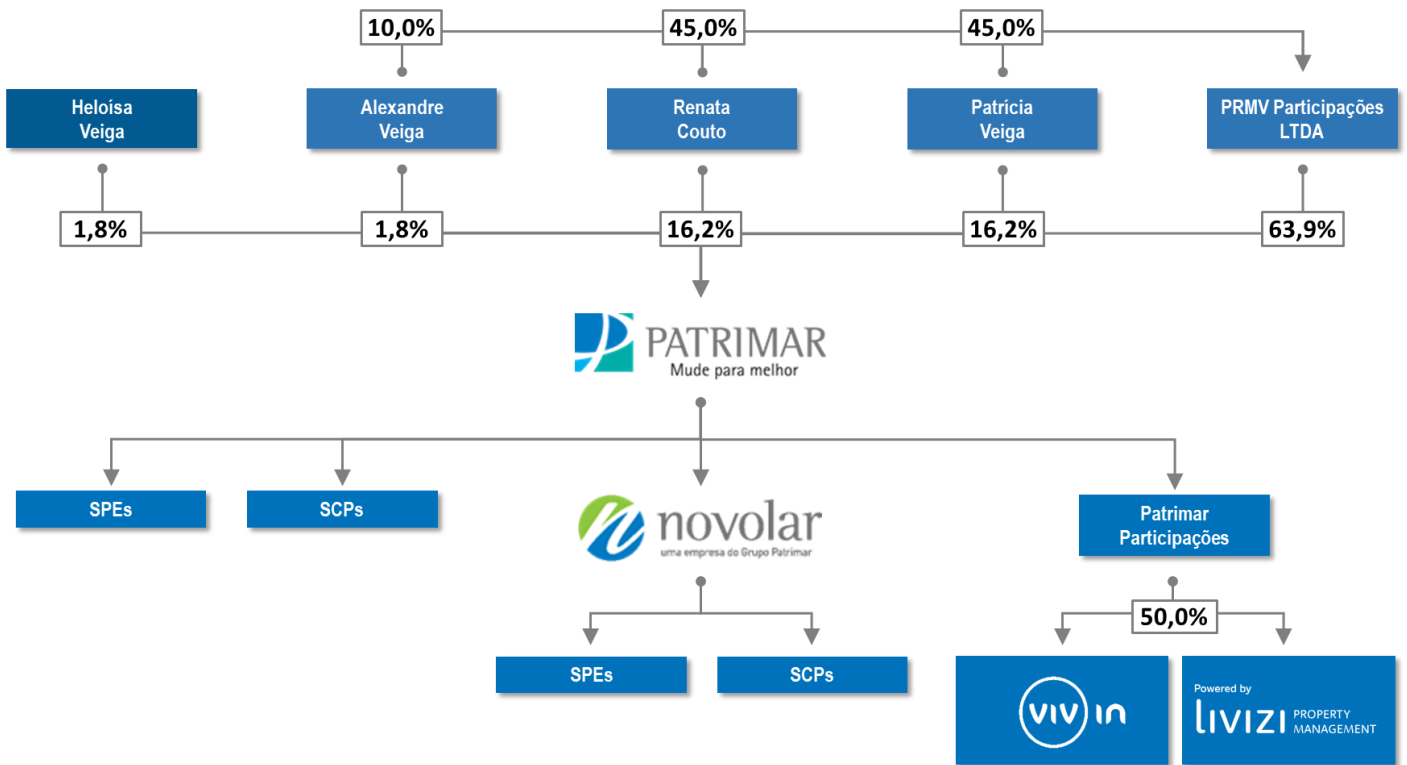 10,0%
45,0%
45,0%
Heloísa
Veiga
Alexandre
Veiga
Renata
Couto
Patrícia
Veiga
PRMV Participações
LTDA
1,8%
1,8%
16,2%
16,2%
63,9%
PATRIMAR
Mude para melhor
SPEs
SCPs
novolar
uma empresa do Grupo Patrimar
Patrimar
Participações
50,0%
SPEs
SCPs
VIVIN
Powered by
LIVIZI PROPERTY
MANAGEMENT